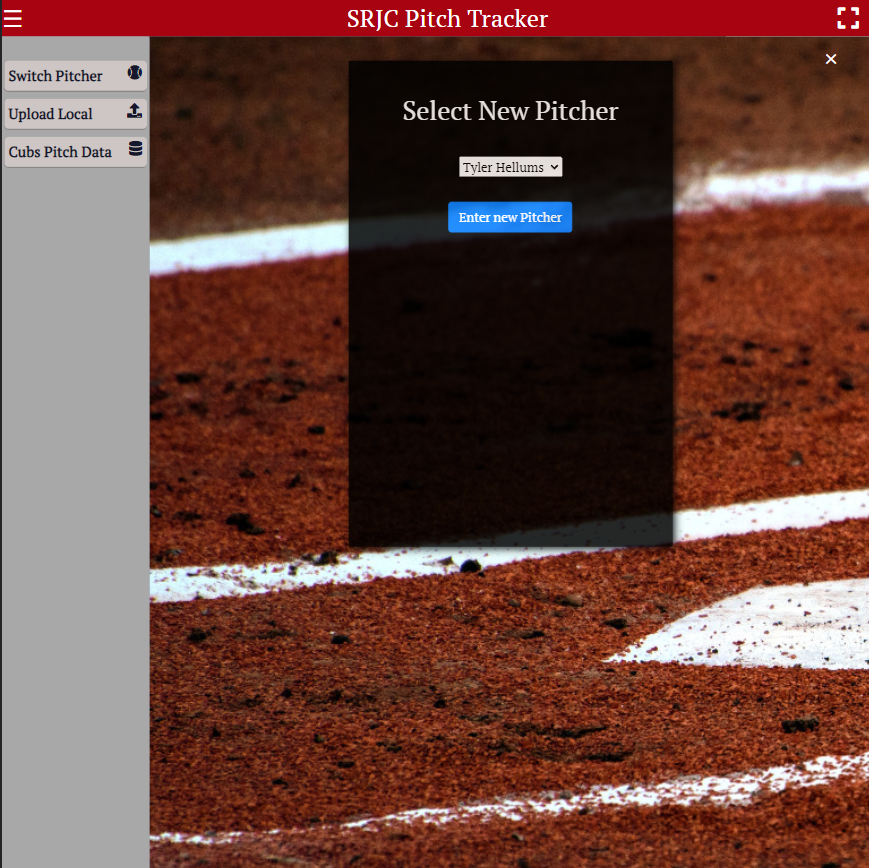 SRJC Pitch Tracker
Switch Pitcher
Upload Local
Cubs Pitch Data
Select New Pitcher
Tyler Hellums
Enter new Pitcher